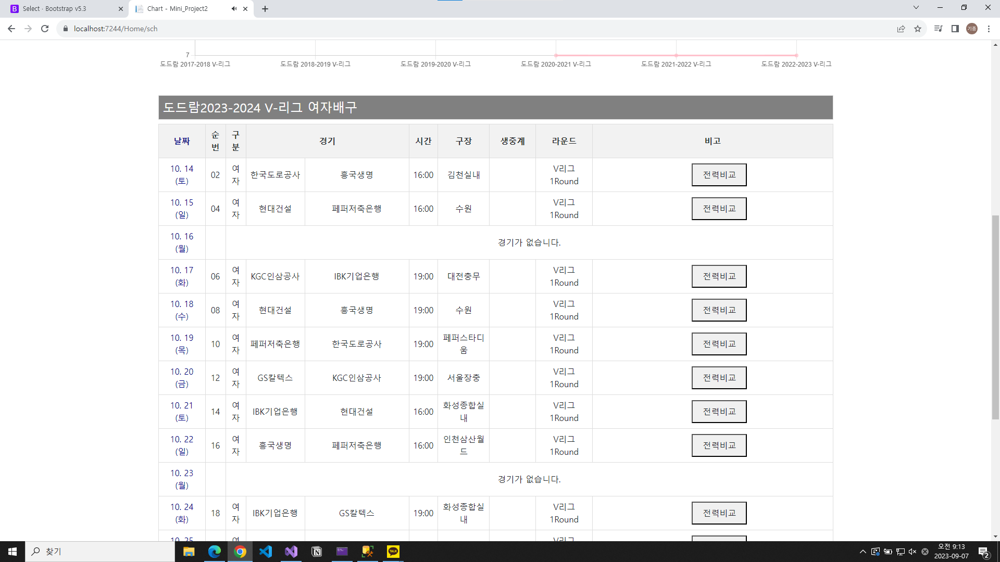 Select · Bootstrap v5.3
Chart - Mini_Project2
localhost:7244/Home/sch
기종
7
도드람 2017-2018 V-리그 도드람 2018-2019 V-리그 도드람 2019-2020 V-리그 도드람 2020-2021 V-리그 도드람 2021-2022 V-리그 도드람 2022-2023 V-리그
도드람2023-2024 V-리그 여자배구
날짜 순번 구분 경기 시간 구장 생중계 라운드 비고
10. 14 (토) 02 여자 한국도로공사 흥국생명 16:00 김천실내 V리그 1Round 전력비교
10. 15 (일) 04 여자 현대건설 페퍼저축은행 16:00 수원 V리그 1Round 전력비교
10. 16 (월) 경기가 없습니다.
10. 17 (화) 06 여자 KGC인삼공사 IBK기업은행 19:00 대전충무 V리그 1Round 전력비교
10. 18 (수) 08 여자 현대건설 흥국생명 19:00 수원 V리그 1Round 전력비교
10. 19 (목) 10 여자 페퍼저축은행 한국도로공사 19:00 페퍼스타디움 V리그 1Round 전력비교
10. 20 (금) 12 여자 GS칼텍스 KGC인삼공사 19:00 서울장충 V리그 1Round 전력비교
10. 21 (토) 14 여자 IBK기업은행 현대건설 16:00 화성종합실내 V리그 1Round 전력비교
10. 22 (일) 16 여자 흥국생명 페퍼저축은행 16:00 인천삼산월드 V리그 1Round 전력비교
10. 23 (월) 경기가 없습니다.
10. 24 (화) 18 여자 IBK기업은행 GS칼텍스 19:00 화성종합실내 V리그 1Round 전력비교
10. 25 여 V리그
찾기
TALK
오전 9:13
2023-09-07
2